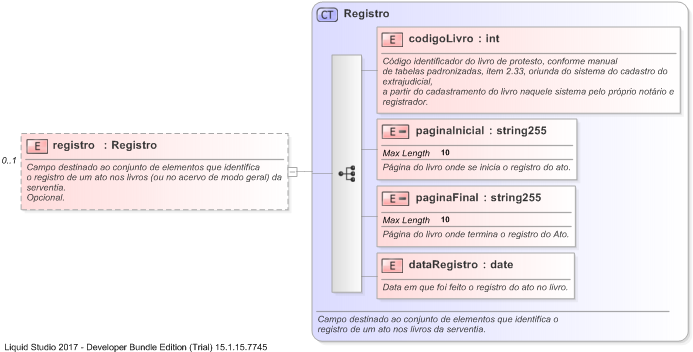 CT Registro
E codigoLivro : int
Código identificador do livro de protesto, conforme manual
de tabelas padronizadas, item 2.33, oriunda do sistema do cadastro do
extrajudicial,
a partir do cadastramento do livro naquele sistema pelo próprio notário e
registrador.
E paginaInicial : string255
Max Length 10
Página do livro onde se inicia o registro do ato.
0..1
E registro : Registro
Campo destinado ao conjunto de elementos que identifica
o registro de um ato nos livros (ou no acervo de modo geral) da
serventia.
Opcional.
E paginaFinal : string255
Max Length 10
Página do livro onde termina o registro do Ato.
E dataRegistro : date
Data em que foi feito o registro do ato no livro.
Campo destinado ao conjunto de elementos que identifica o
registro de um ato nos livros da serventia.
Liquid Studio 2017 - Developer Bundle Edition (Trial) 15.1.15.7745